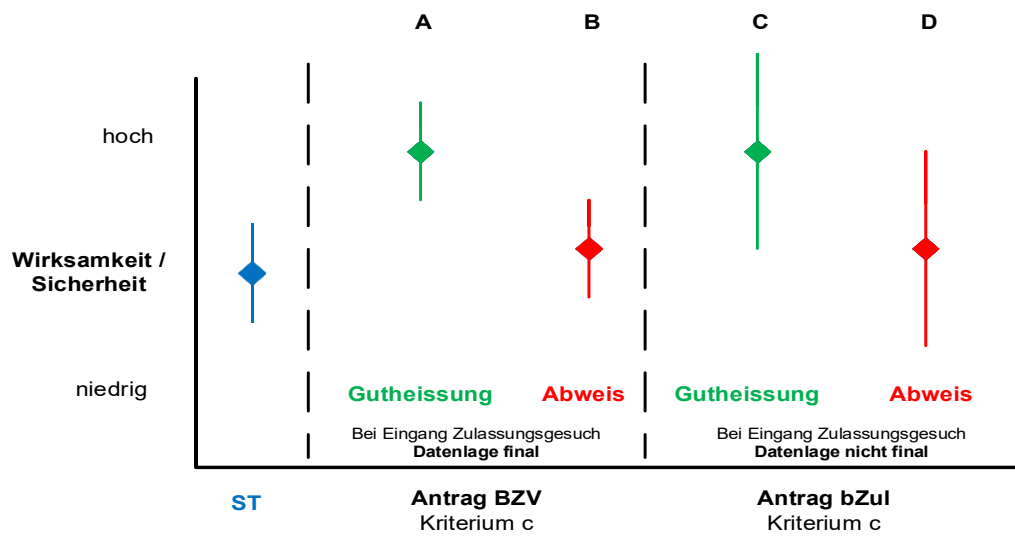 A
B
C
D
hoch
Wirksamkeit /
Sicherheit
niedrig
Gutheissung
Abweis
Gutheissung
Abweis
Bei Eingang Zulassungsgesuch
Datenlage final
Bei Eingang Zulassungsgesuch
Datenlage nicht final
ST
Antrag BZV
Kriterium c
Antrag bZul
Kriterium c